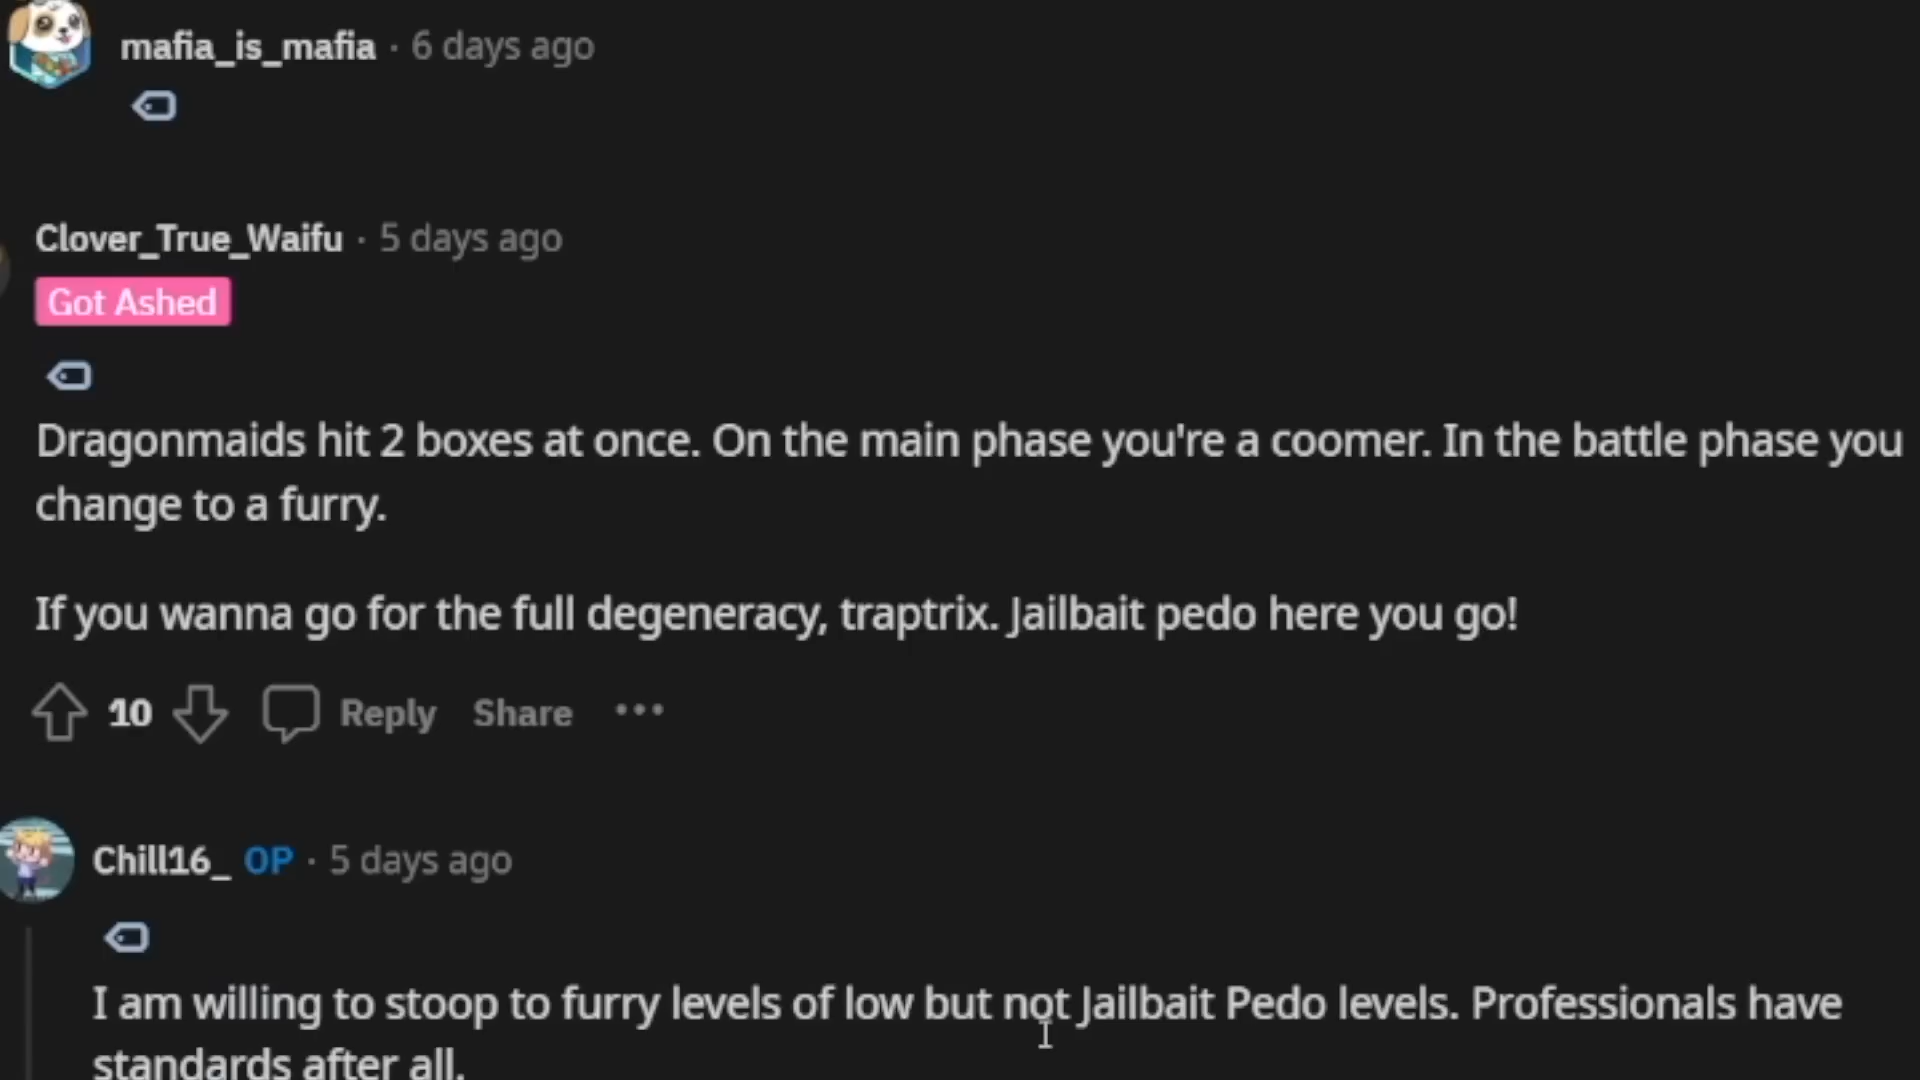 mafia_is_mafia · 6 days ago
Clover_True_Waifu · 5 days ago
Got Ashed
Dragonmaids hit 2 boxes at once. On the main phase you're a coomer. In the battle phase you
change to a furry.
If you wanna go for the full degeneracy, traptrix. Jailbait pedo here you go!
10 Reply Share ...
Chill16_ OP · 5 days ago
I am willing to stoop to furry levels of low but not Jailbait Pedo levels. Professionals have
standards after all.